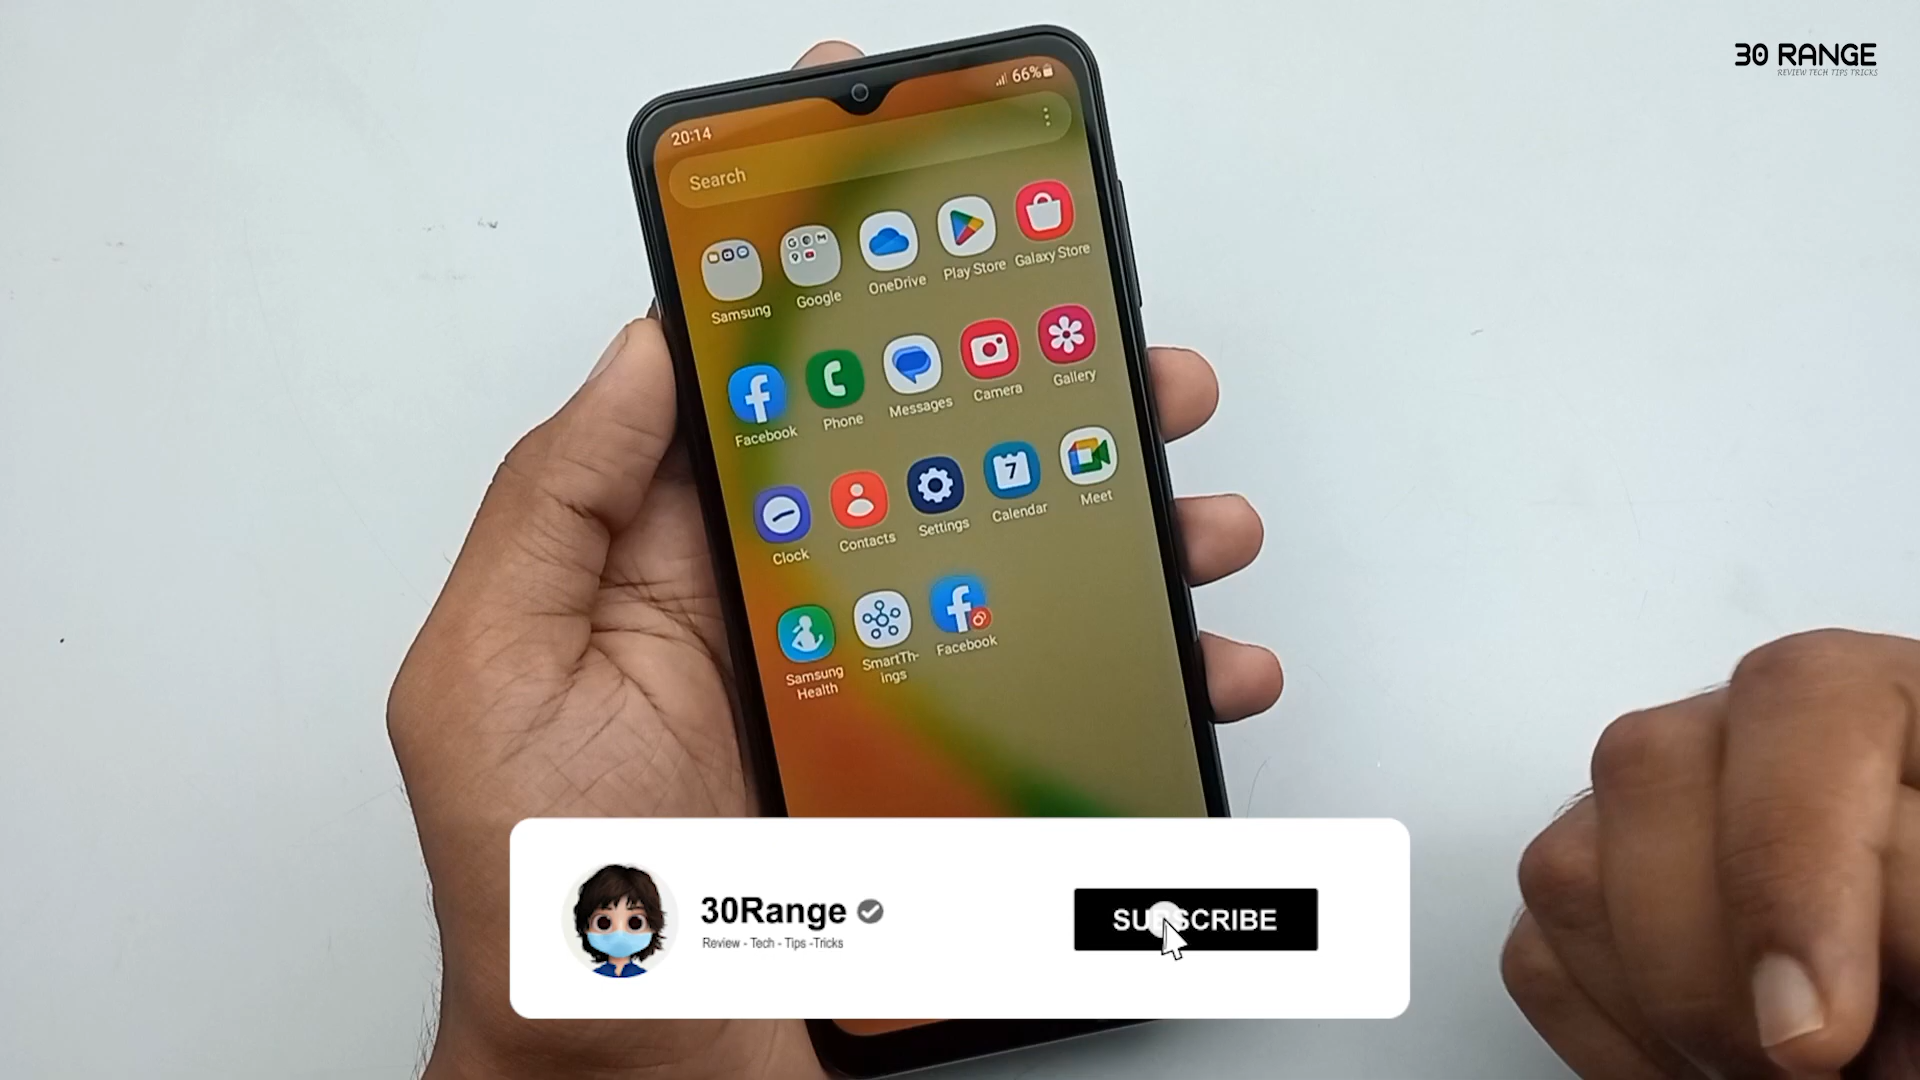 30 RANGE
REVIEW TECH TIPS TRICKS
20:14
66%
Search
Samsung
Google
OneDrive
Play Store
Galaxy Store
Facebook
Phone
Messages
Camera
Gallery
Clock
Contacts
Settings
7
Calendar
Meet
Samsung
Health
SmartTh-
ings
Facebook
30Range
Review - Tech - Tips -Tricks
SUBSCRIBE